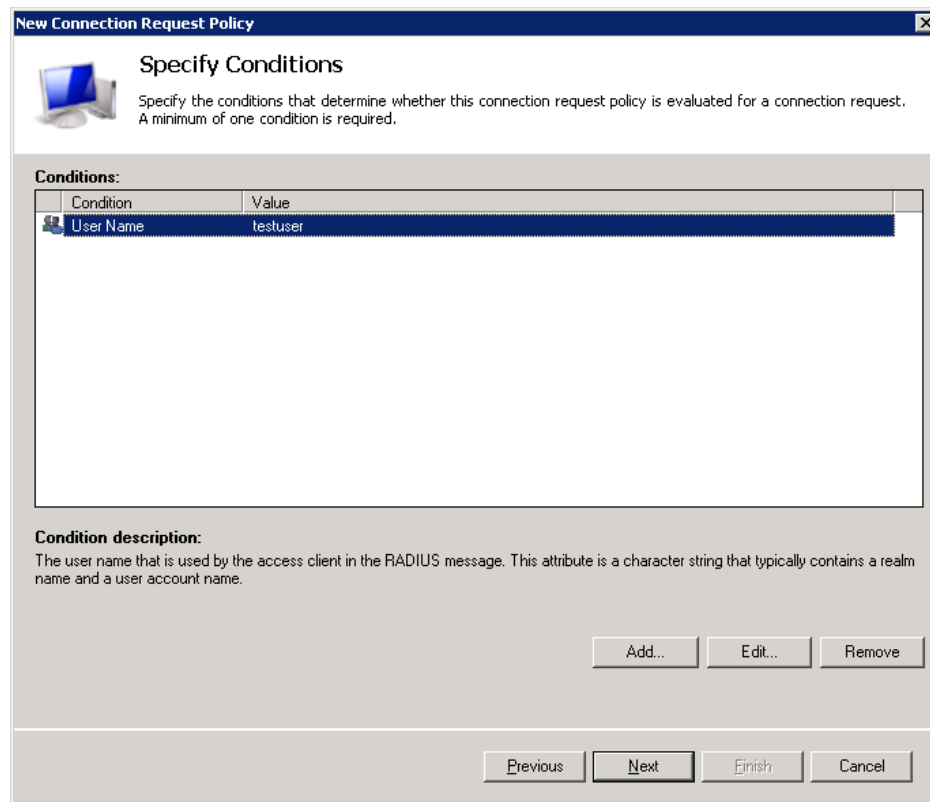 New Connection Request Policy
Specify Conditions
Specify the conditions that determine whether this connection request policy is evaluated for a connection request.
A minimum of one condition is required.
Conditions:
Condition Value
User Name testuser
Condition description:
The user name that is used by the access client in the RADIUS message. This attribute is a character string that typically contains a realm
name and a user account name.
Add... Edit... Remove
Previous Next Finish Cancel